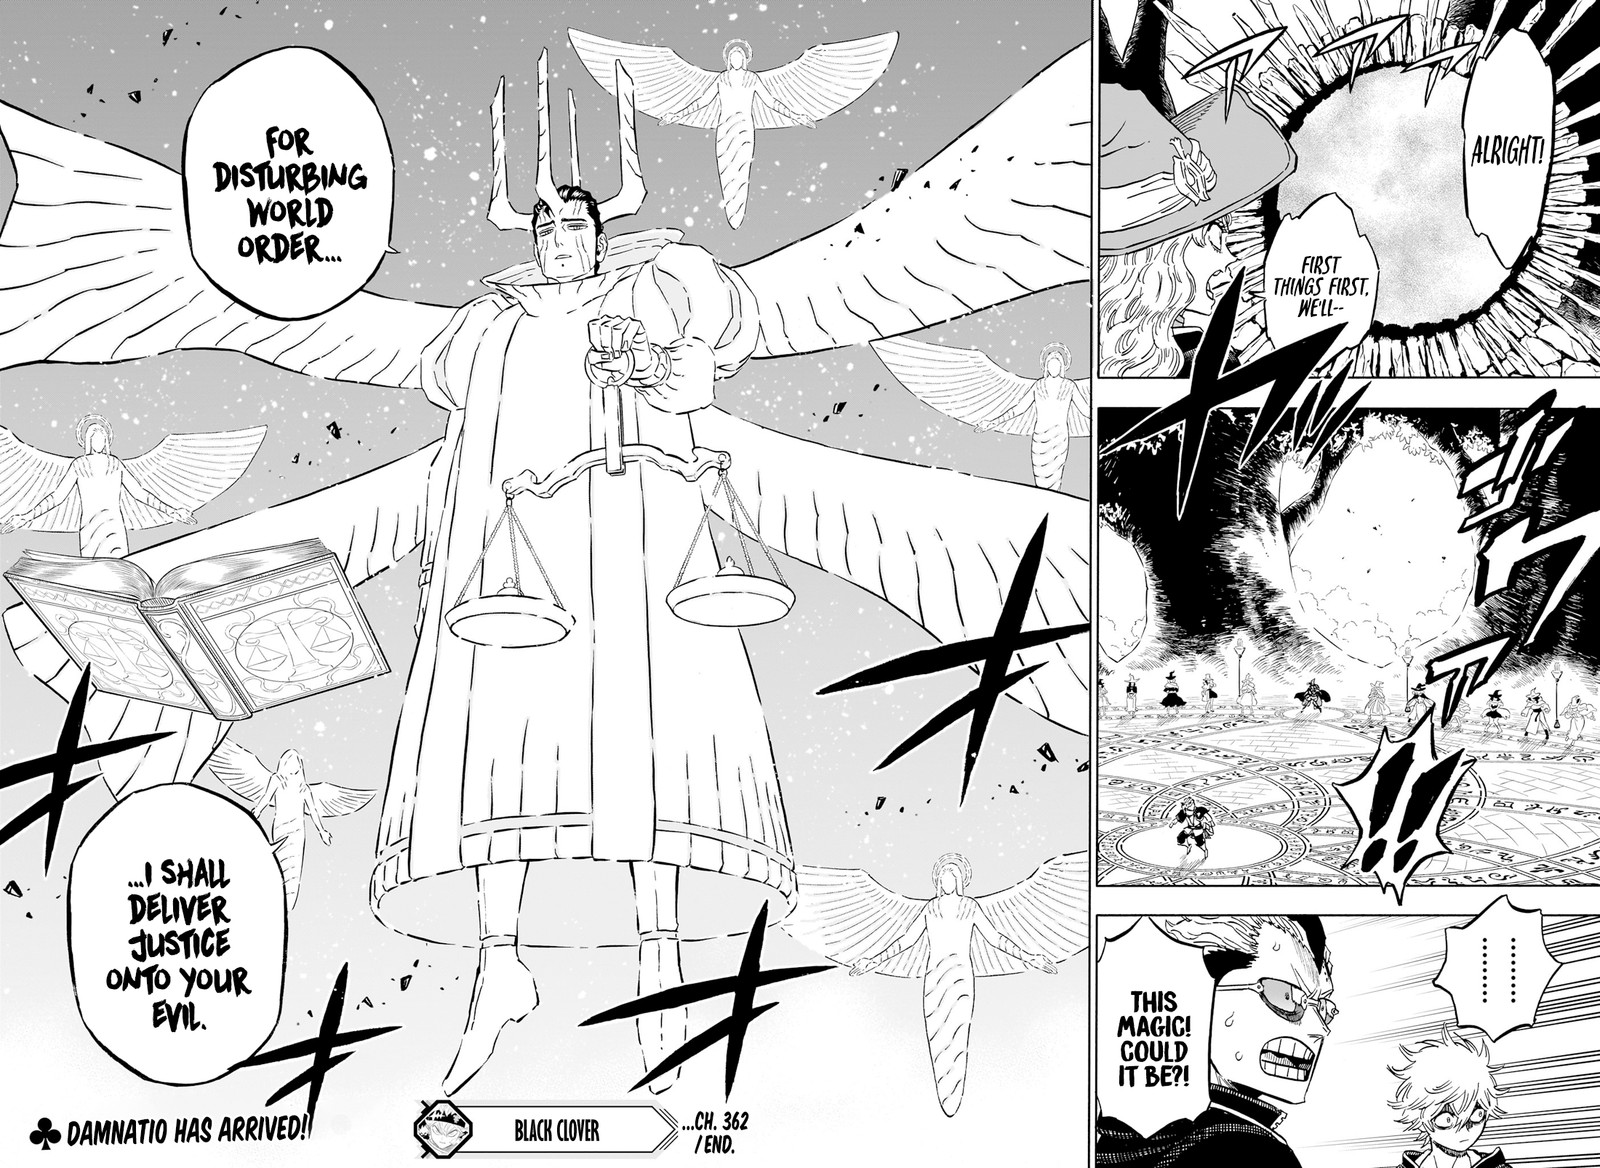 ALRIGHT!
FIRST
THINGS FIRST,
WE'LL--
!!
THIS
MAGIC!
COULD
IT BE?!
FOR
DISTURBING
WORLD
ORDER...
...I SHALL
DELIVER
JUSTICE
ONTO YOUR
EVIL.
♣ DAMNATIO HAS ARRIVED!!
BLACK CLOVER
...CH. 362
/END.